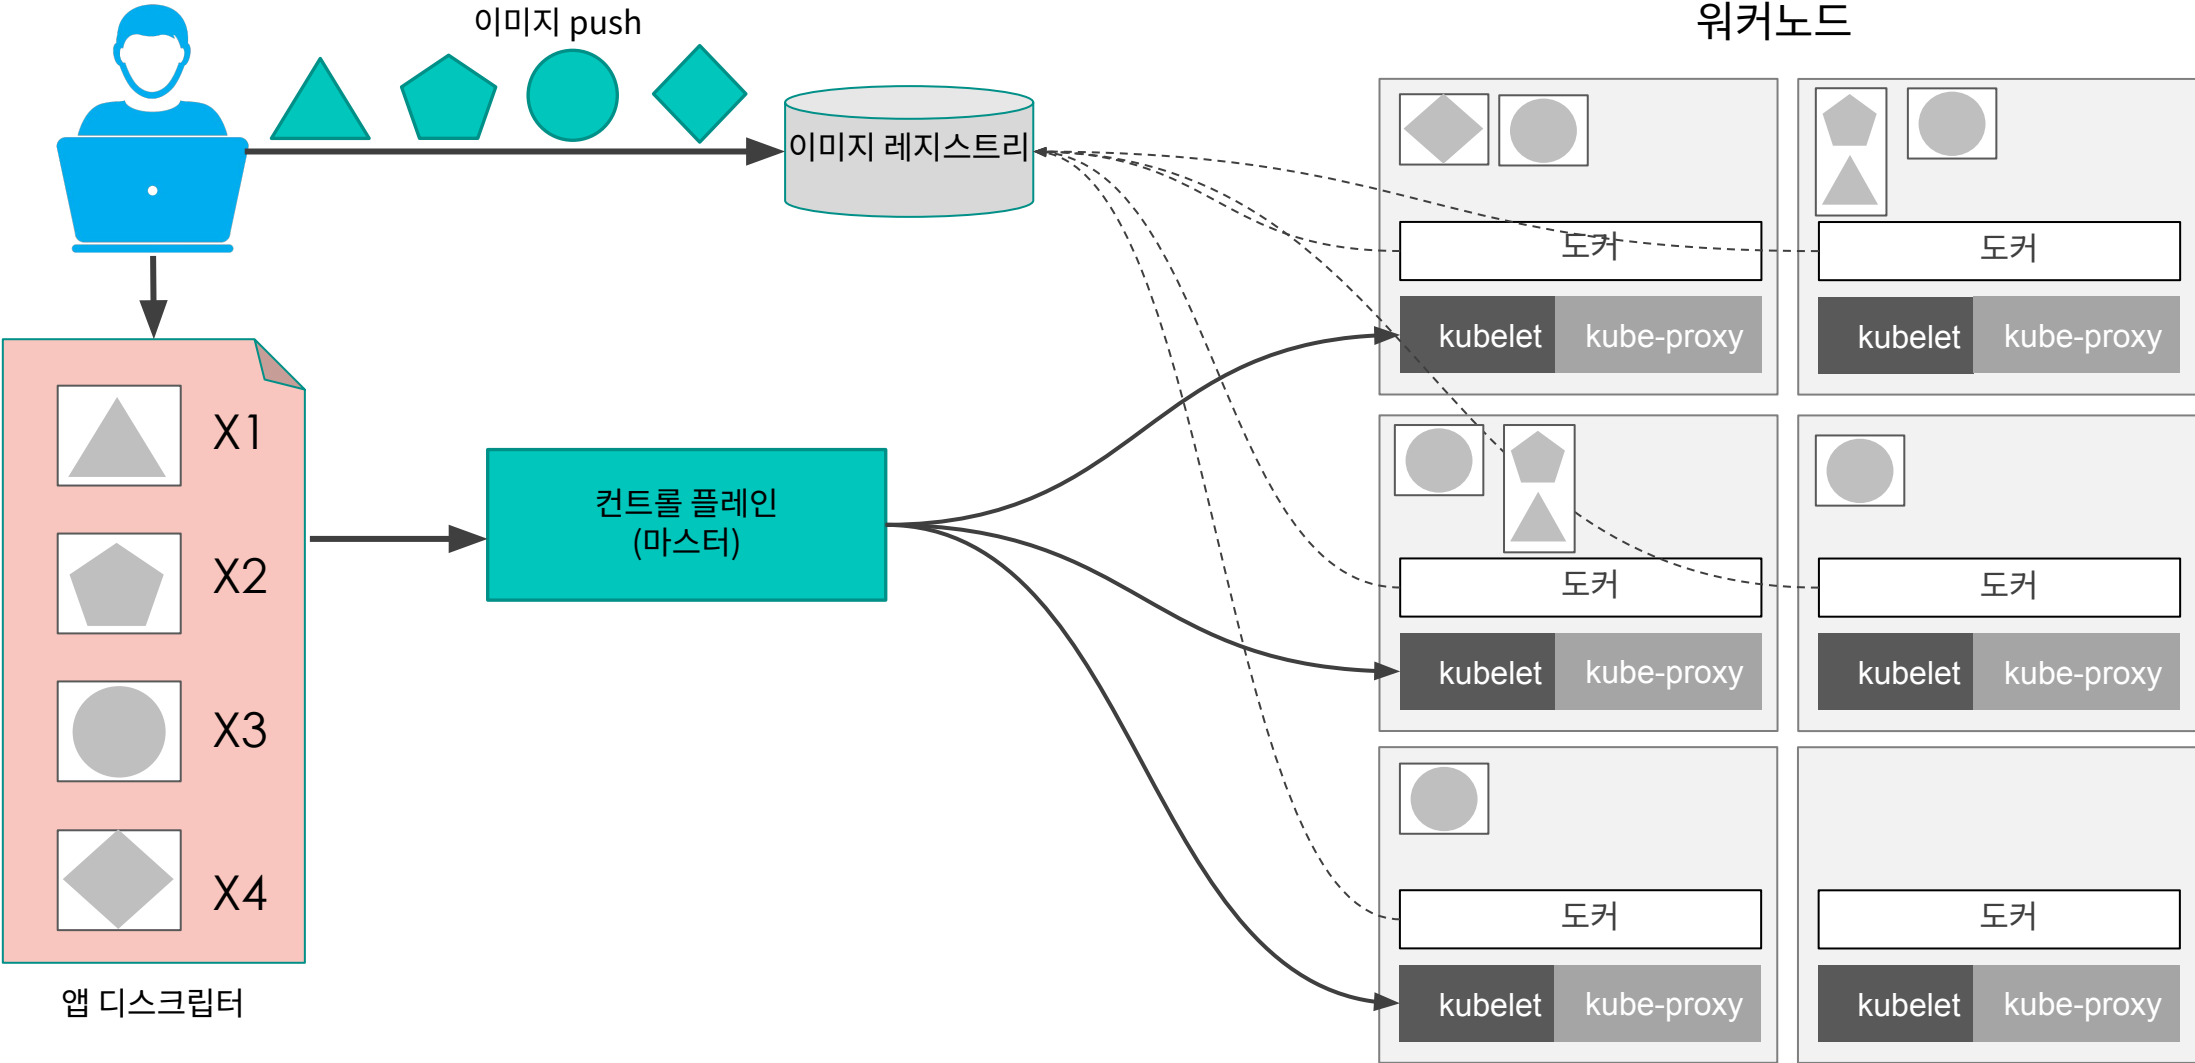 이미지 push
워커노드
이미지 레지스트리
도커
kubelet
kube-proxy
도커
kubelet
kube-proxy
X1
X2
X3
X4
앱 디스크립터
컨트롤 플레인
(마스터)
도커
kubelet
kube-proxy
도커
kubelet
kube-proxy
도커
kubelet
kube-proxy
도커
kubelet
kube-proxy